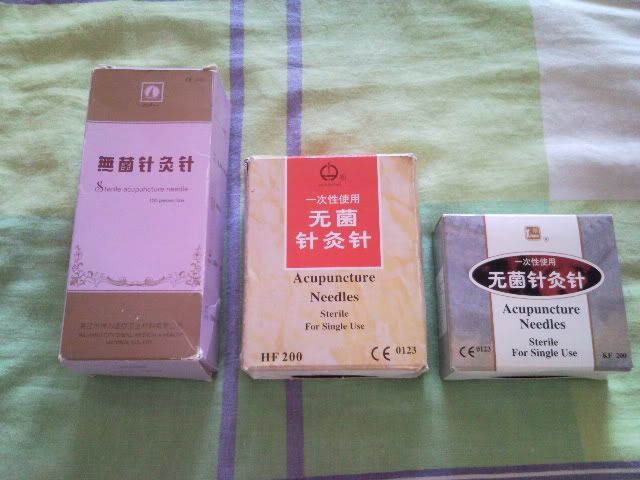 無菌针灸针
Sterile acupuncture needle
一次性使用
无菌
针灸针
Acupuncture
Needles
Sterile
For Single Use
HF 200
CE 0123
一次性使用
无菌针灸针
Acupuncture
Needles
Sterile
For Single Use
CE 0123
KF 200